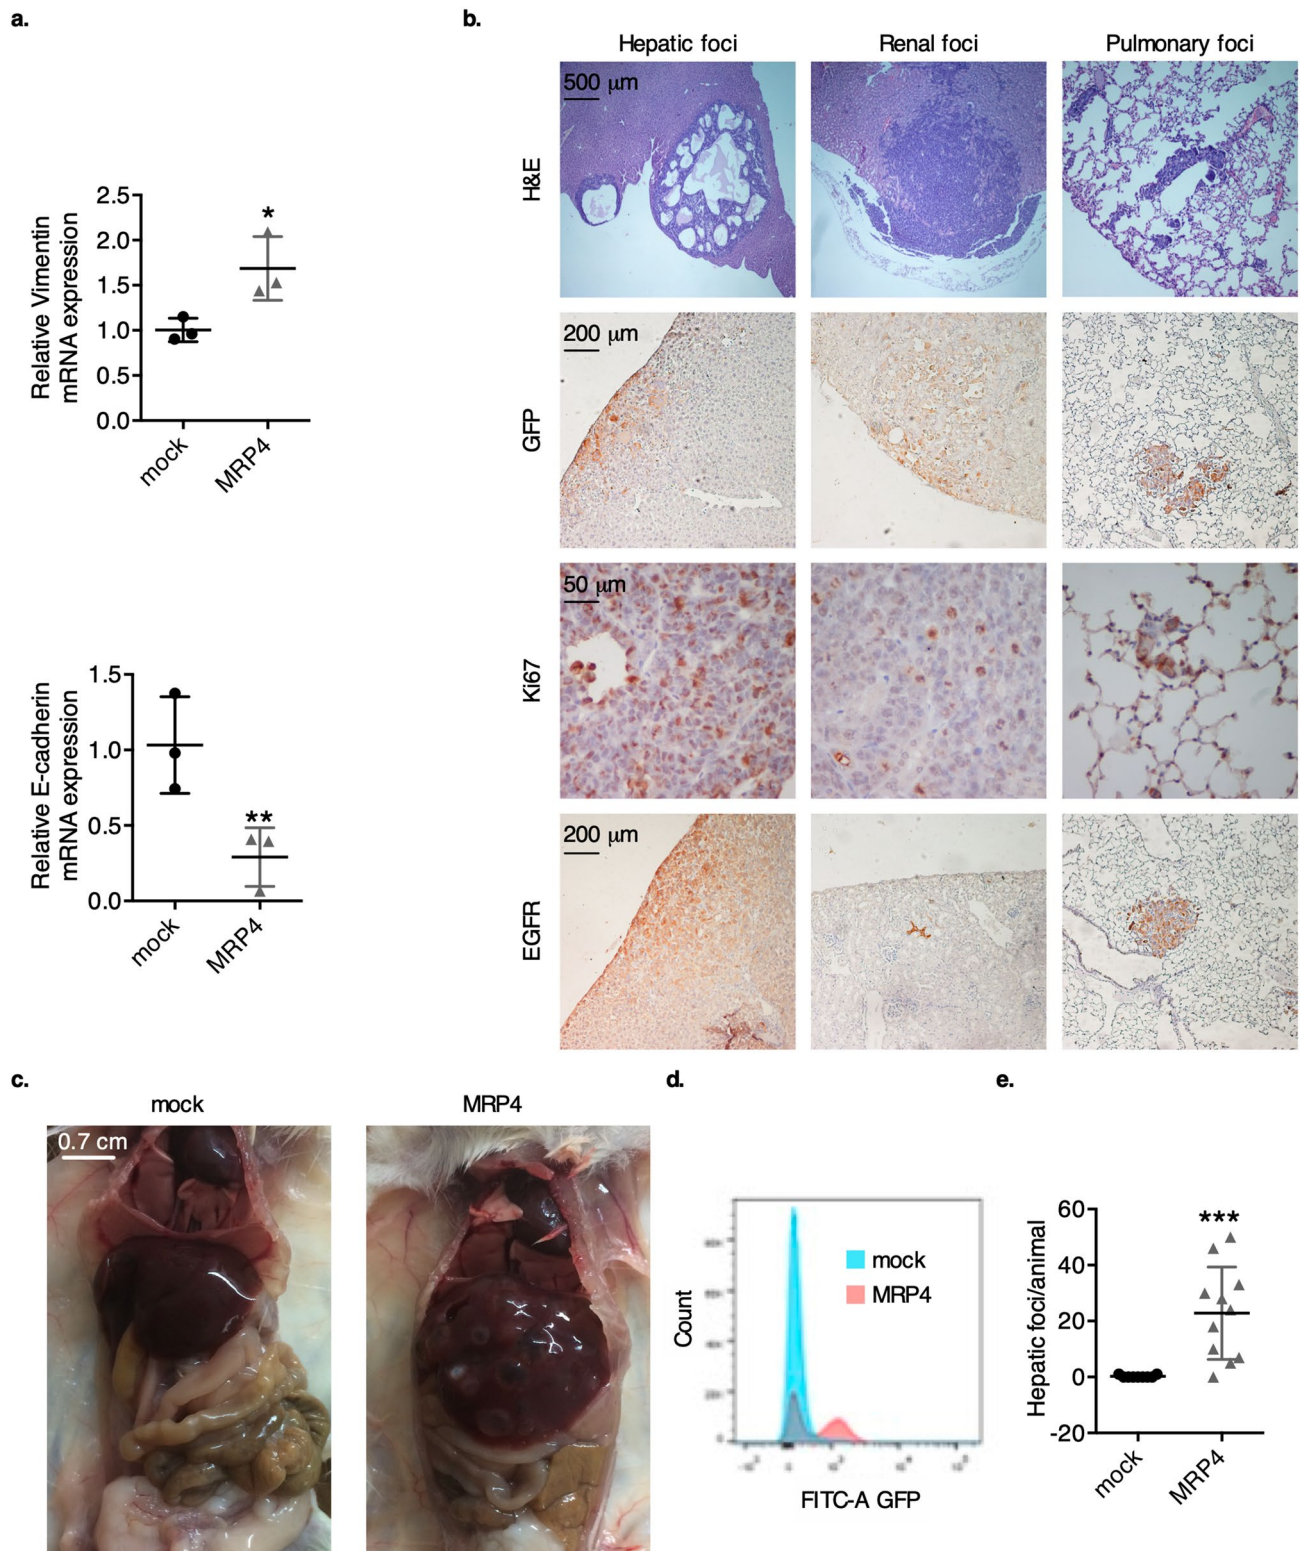 a.
Relative Vimentin
mRNA expression
2.5
2.0
1.5
1.0
0.5
0.0
*
mock
MRP4
Relative E-cadherin
mRNA expression
1.5
1.0
0.5
0.0
**
mock
MRP4
b.
Hepatic foci
Renal foci
Pulmonary foci
H&E
500 μm
GFP
200 μm
Ki67
50 μm
EGFR
200 μm
c.
mock
MRP4
0.7 cm
d.
Count
mock
MRP4
FITC-A GFP
e.
Hepatic foci/animal
60
40
20
0
-20
***
mock
MRP4